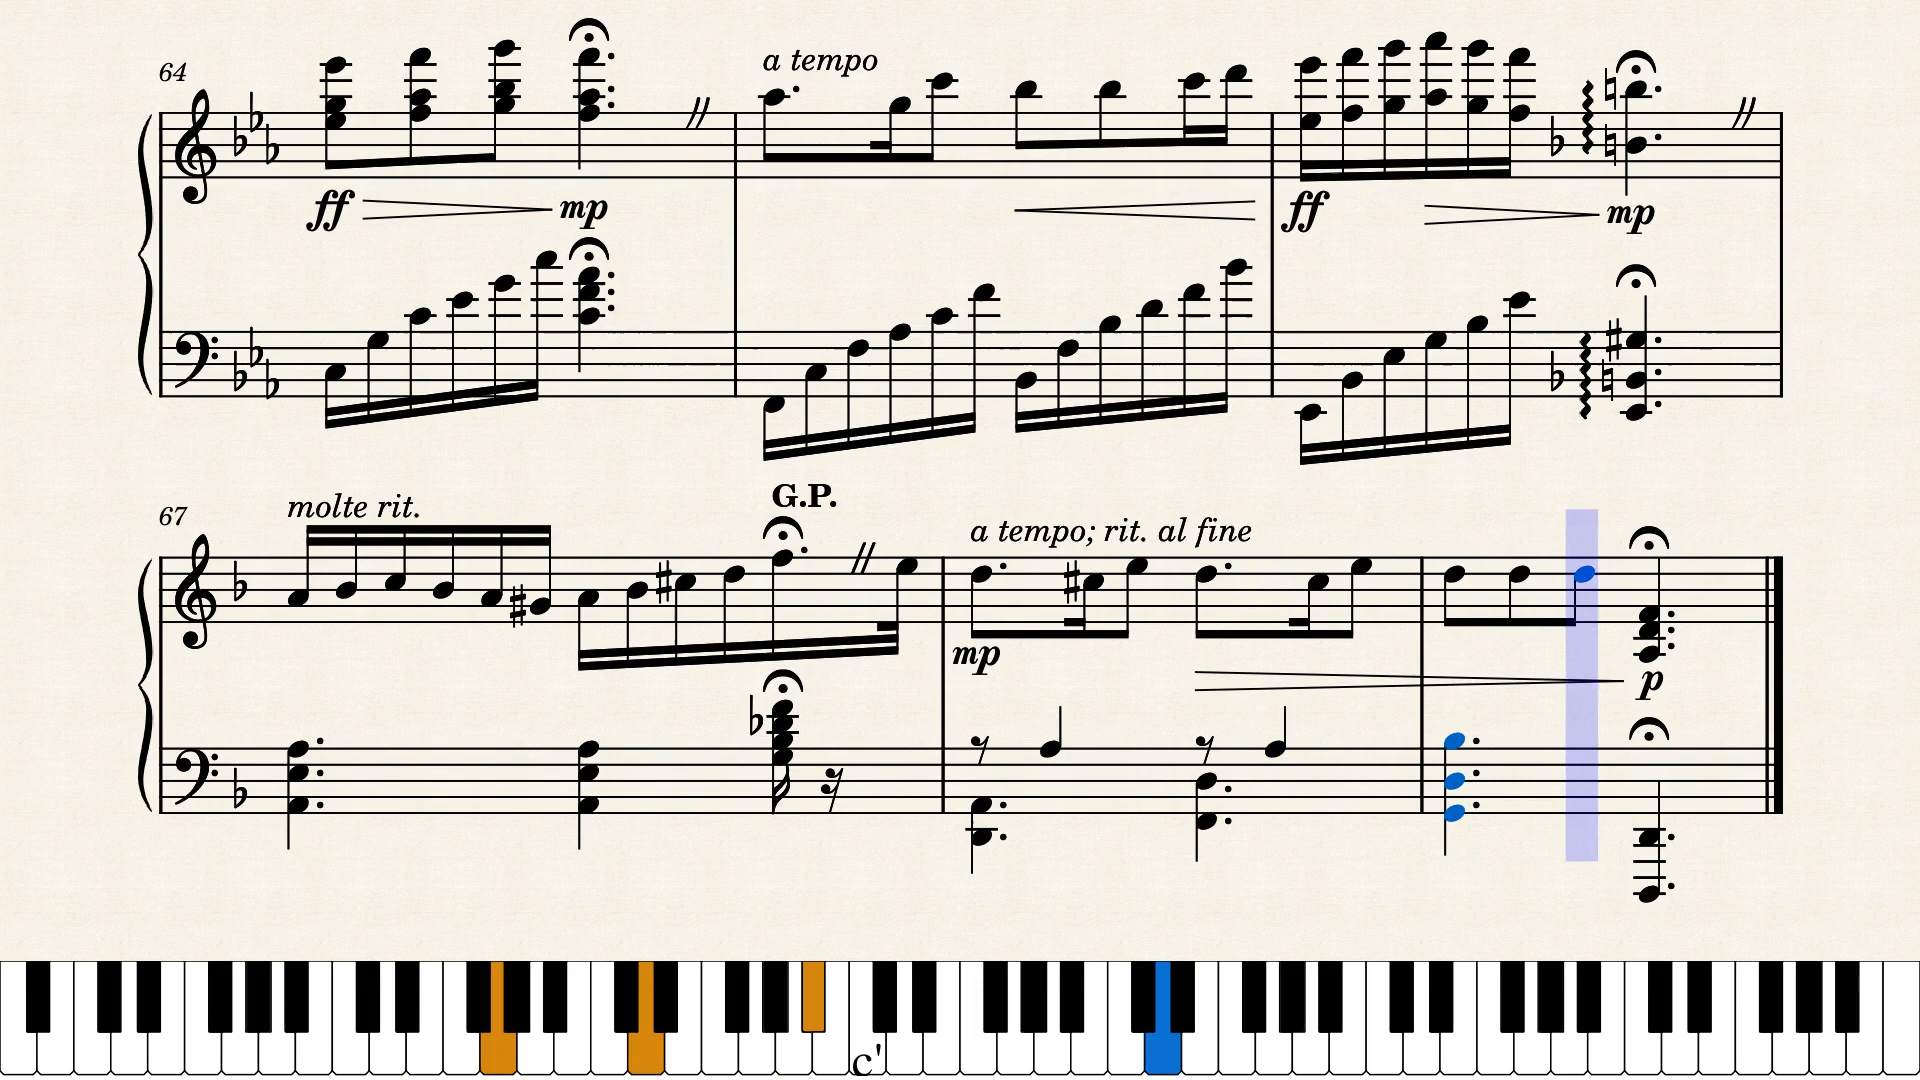 64
a tempo
ff mp ff mp
67
molte rit.
G.P.
a tempo; rit. al fine
mp
p
c'